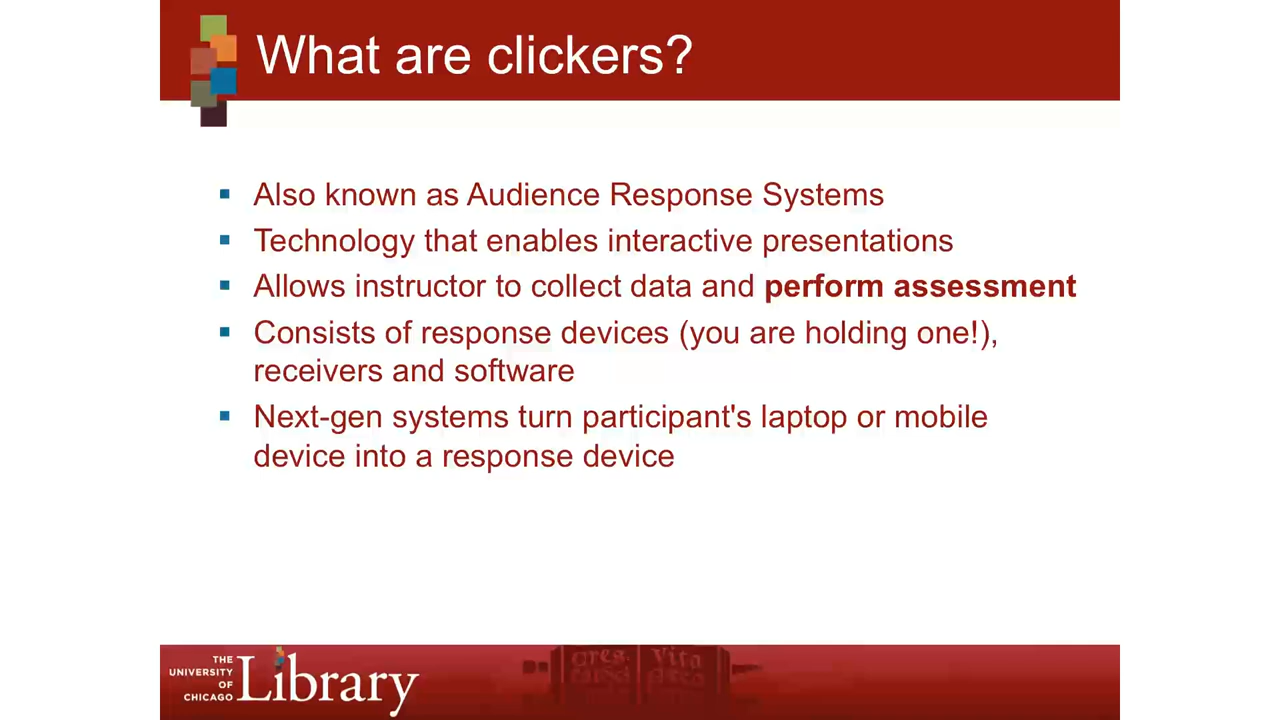 What are clickers?
Also known as Audience Response Systems
Technology that enables interactive presentations
Allows instructor to collect data and perform assessment
Consists of response devices (you are holding one!),
receivers and software
Next-gen systems turn participant's laptop or mobile
device into a response device
THE
UNIVERSITY
OF
CHICAGO
Library
Vita